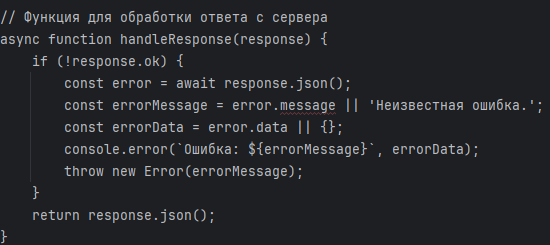 // Функция для обработки ответа с сервера
async function handleResponse(response) {
    if (!response.ok) {
        const error = await response.json();
        const errorMessage = error.message || 'Неизвестная ошибка.';
        const errorData = error.data || {};
        console.error(`Ошибка: ${errorMessage}`, errorData);
        throw new Error(errorMessage);
    }
    return response.json();
}